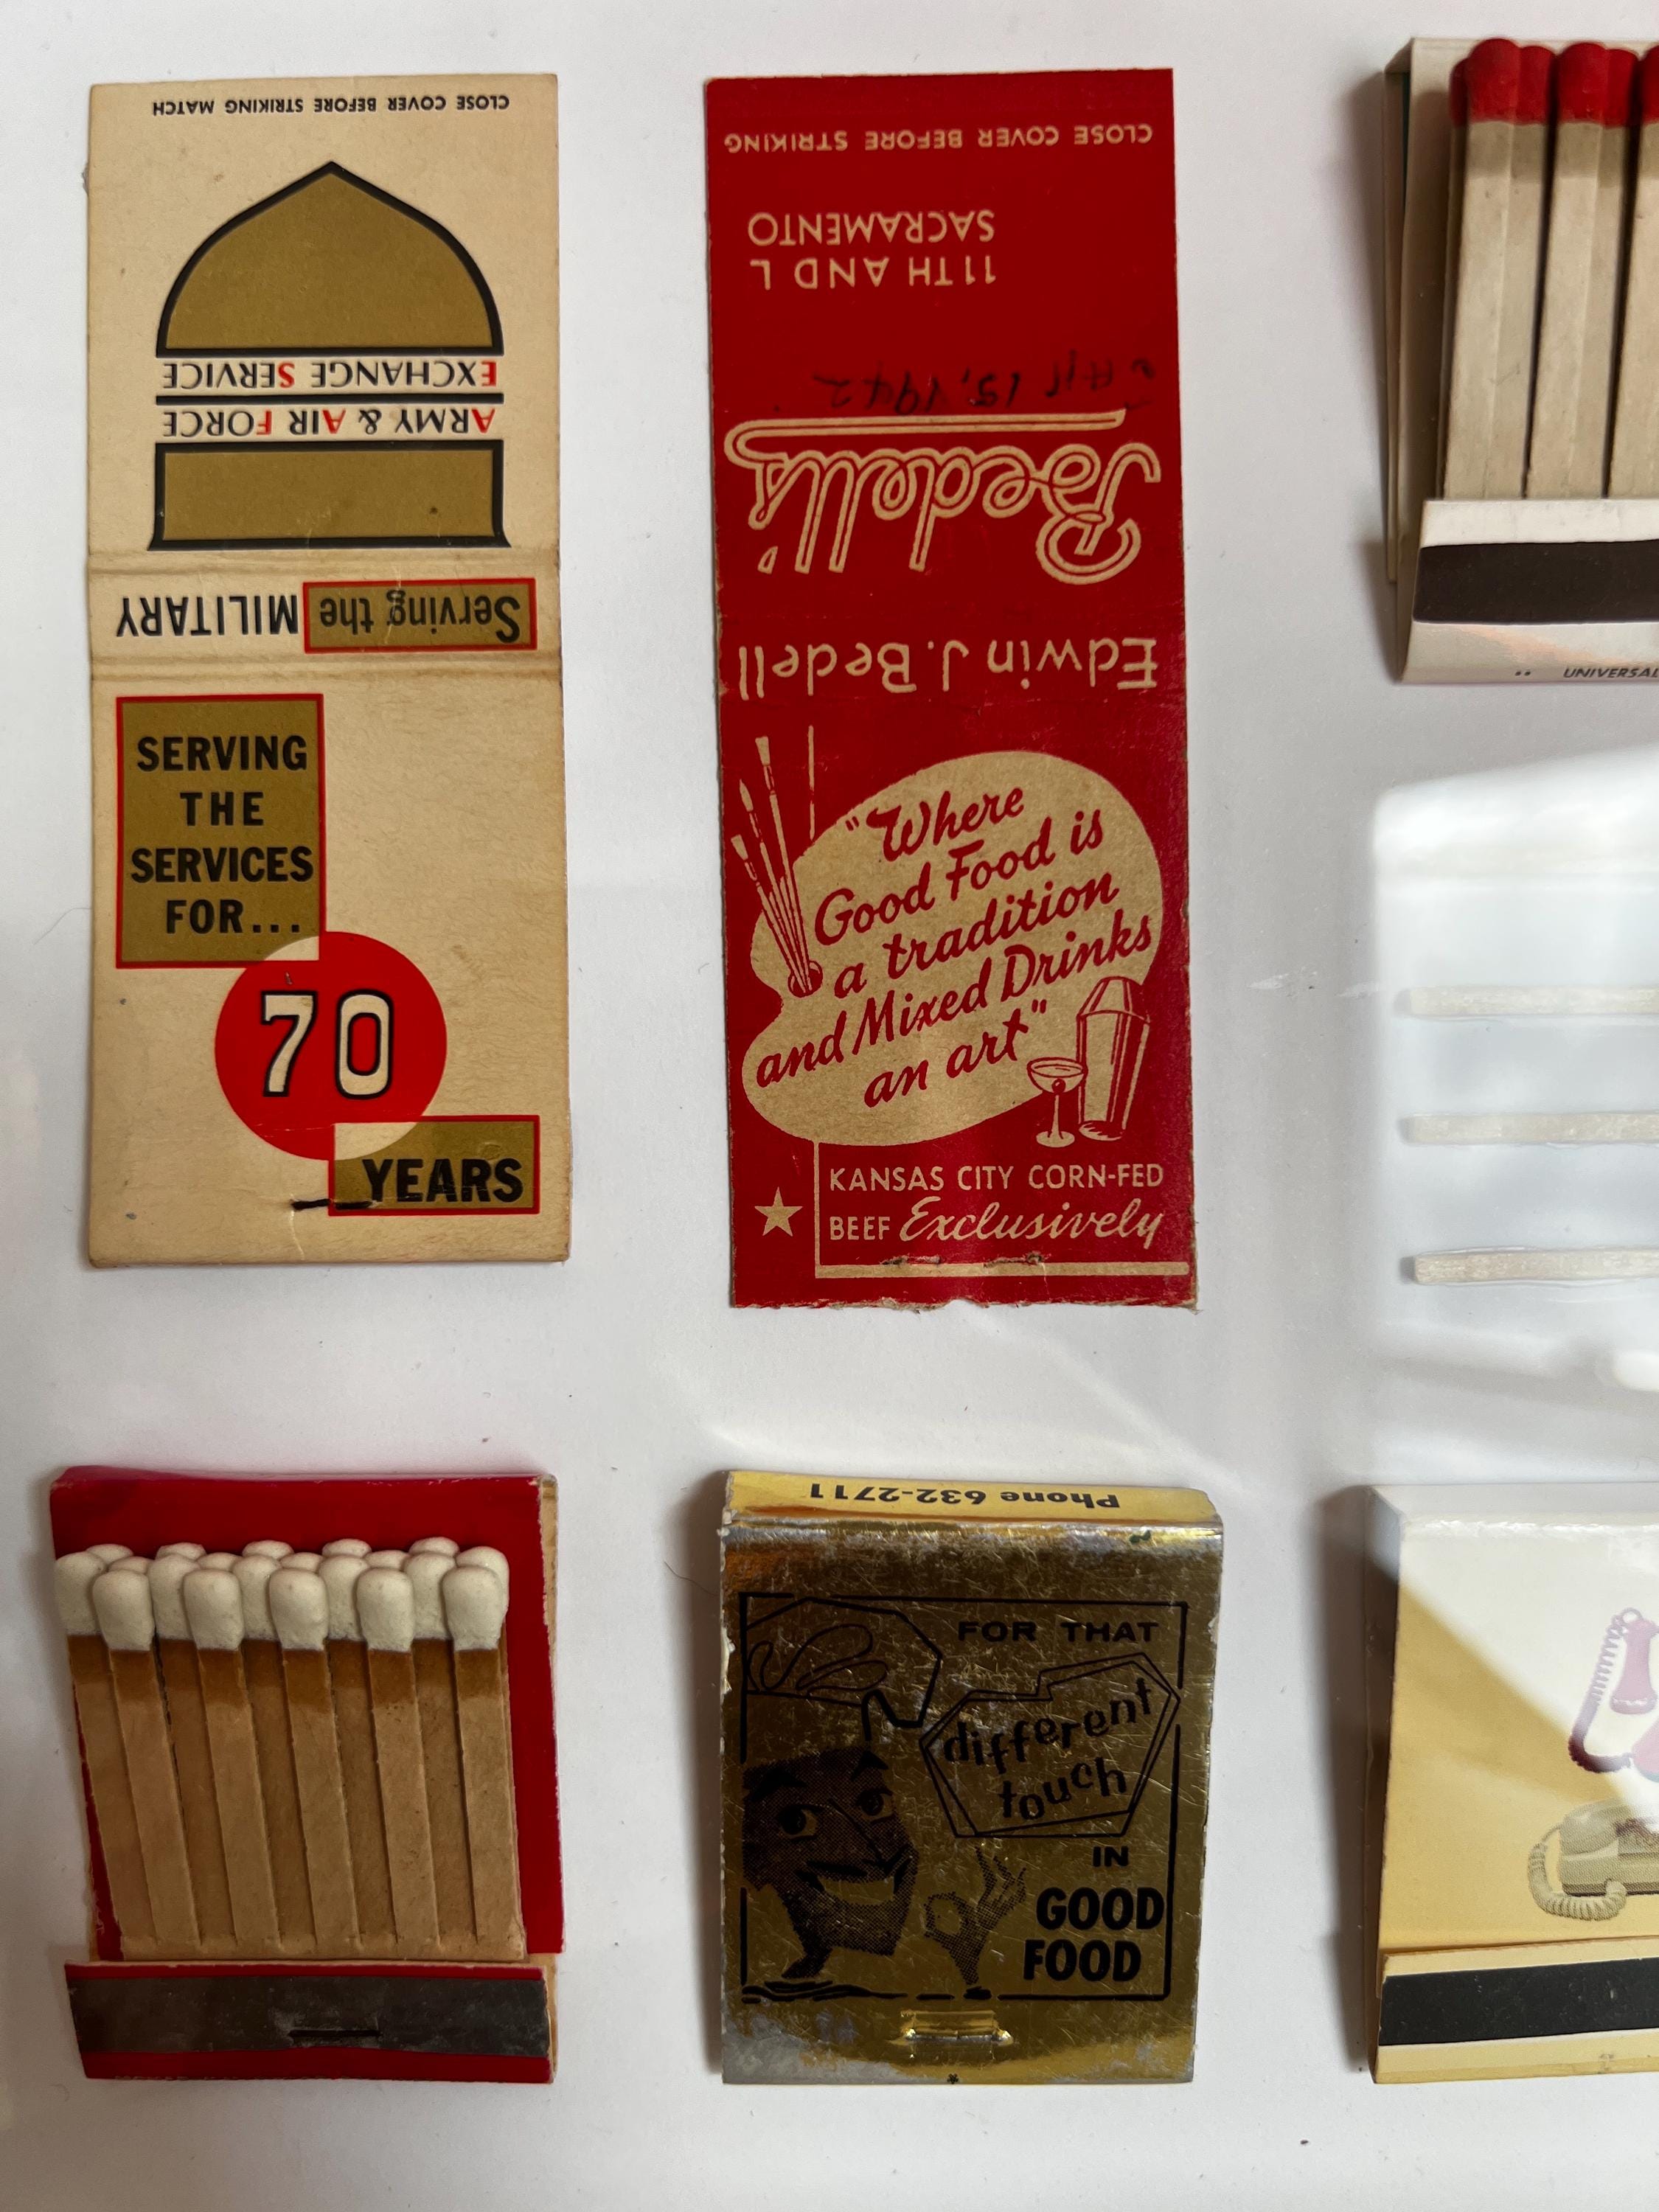 CLOSE COVER BEFORE STRIKING MATCH
ARMY & AIR FORCE
EXCHANGE SERVICE
Serving the MILITARY
SERVING
THE
SERVICES
FOR...
70
YEARS
CLOSE COVER BEFORE STRIKING
11TH AND L
SACRAMENTO
15, 1942
Bedell's
Edwin J. Bedell
"Where
Good Food is
a tradition
and Mixed Drinks
an art"
KANSAS CITY CORN-FED
BEEF Exclusively
UNIVERSAL
Phone 632-2711
FOR THAT
different
touch
IN
GOOD
FOOD